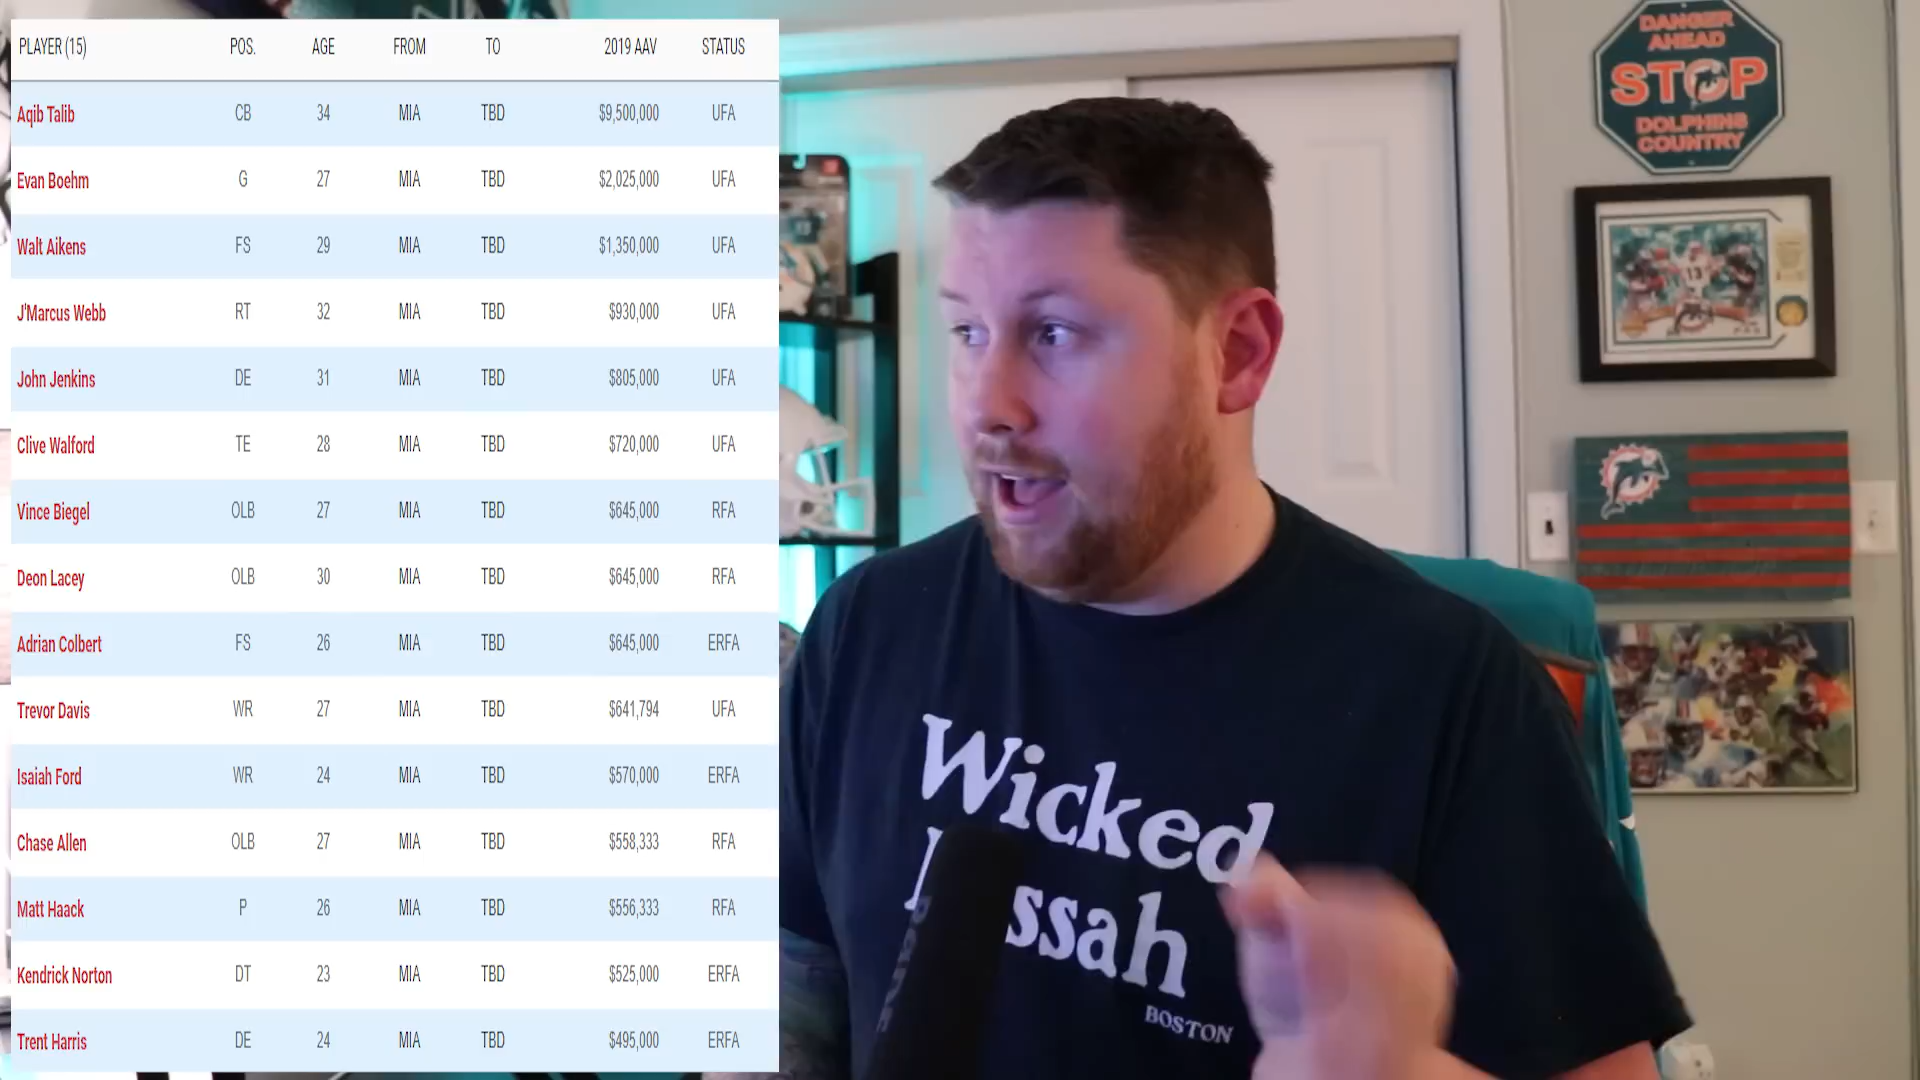 PLAYER (15) POS. AGE FROM TO 2019 AAV STATUS
Aqib Talib CB 34 MIA TBD $9,500,000 UFA
Evan Boehm G 27 MIA TBD $2,025,000 UFA
Walt Aikens FS 29 MIA TBD $1,350,000 UFA
J'Marcus Webb RT 32 MIA TBD $930,000 UFA
John Jenkins DE 31 MIA TBD $805,000 UFA
Clive Walford TE 28 MIA TBD $720,000 UFA
Vince Biegel OLB 27 MIA TBD $645,000 RFA
Deon Lacey OLB 30 MIA TBD $645,000 RFA
Adrian Colbert FS 26 MIA TBD $645,000 ERFA
Trevor Davis WR 27 MIA TBD $641,794 UFA
Isaiah Ford WR 24 MIA TBD $570,000 ERFA
Chase Allen OLB 27 MIA TBD $558,333 RFA
Matt Haack P 26 MIA TBD $556,333 RFA
Kendrick Norton DT 23 MIA TBD $525,000 ERFA
Trent Harris DE 24 MIA TBD $495,000 ERFA
DANGER
AHEAD
STOP
DOLPHINS
COUNTRY
13
Wicked
ssah
BOSTON